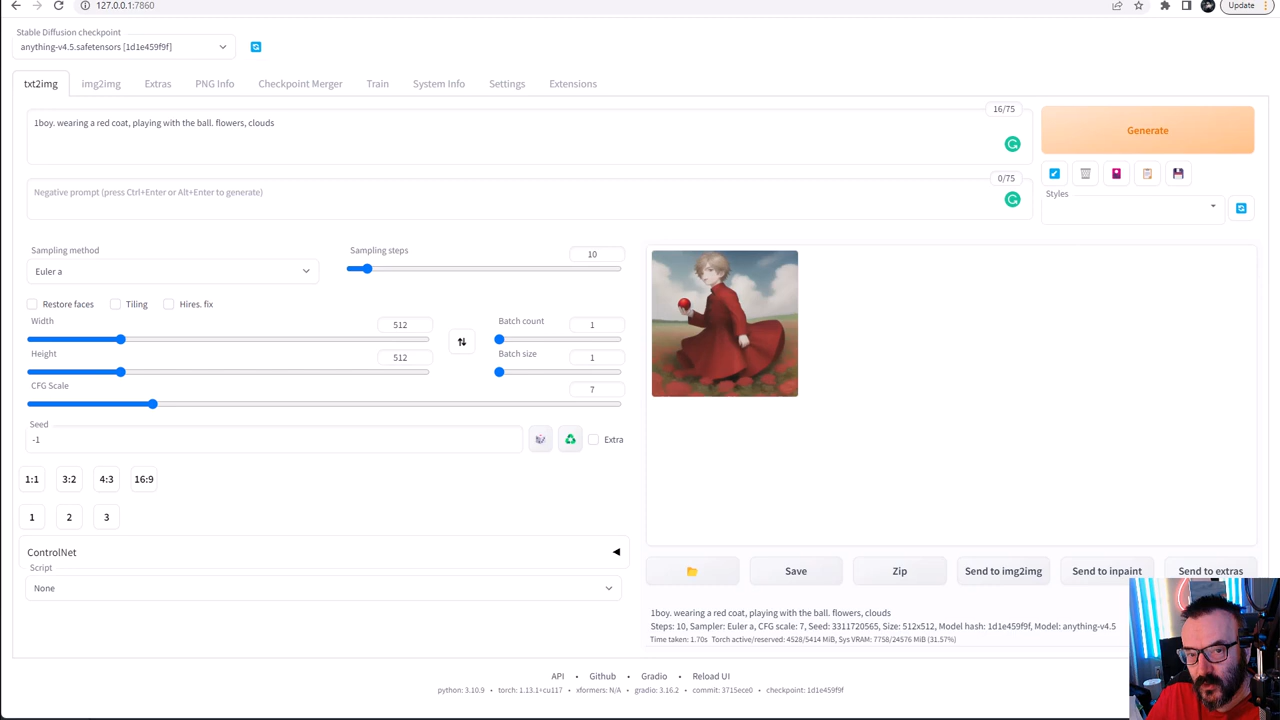 127.0.0.1:7860
Update
Stable Diffusion checkpoint
anything-v4.5.safetensors [1d1e459f9f]
txt2img
img2img
Extras
PNG Info
Checkpoint Merger
Train
System Info
Settings
Extensions
16/75
1boy. wearing a red coat, playing with the ball. flowers, clouds
Generate
0/75
Negative prompt (press Ctrl+Enter or Alt+Enter to generate)
Styles
Sampling method
Euler a
Sampling steps
10
Restore faces
Tiling
Hires. fix
Width
512
Batch count
1
Height
512
Batch size
1
CFG Scale
7
Seed
-1
Extra
1:1
3:2
4:3
16:9
1
2
3
ControlNet
Script
None
Save
Zip
Send to img2img
Send to inpaint
Send to extras
1boy. wearing a red coat, playing with the ball. flowers, clouds
Steps: 10, Sampler: Euler a, CFG scale: 7, Seed: 3311720565, Size: 512x512, Model hash: 1d1e459f9f, Model: anything-v4.5
Time taken: 1.70s Torch active/reserved: 4528/5414 MiB, Sys VRAM: 7758/24576 MiB (31.57%)
API • Github • Gradio • Reload UI
python: 3.10.9 • torch: 1.13.1+cu117 • xformers: N/A • gradio: 3.16.2 • commit: 3715ece0 • checkpoint: 1d1e459f9f